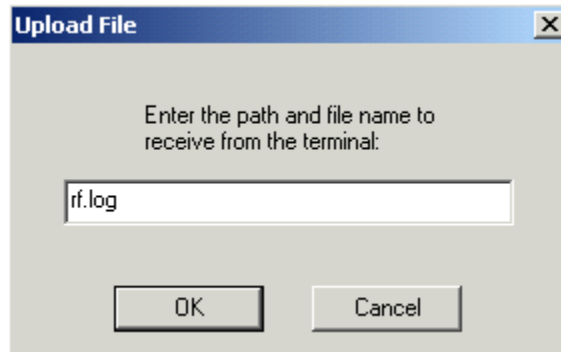 Upload File
Enter the path and file name to
receive from the terminal:
rf.log
OK Cancel